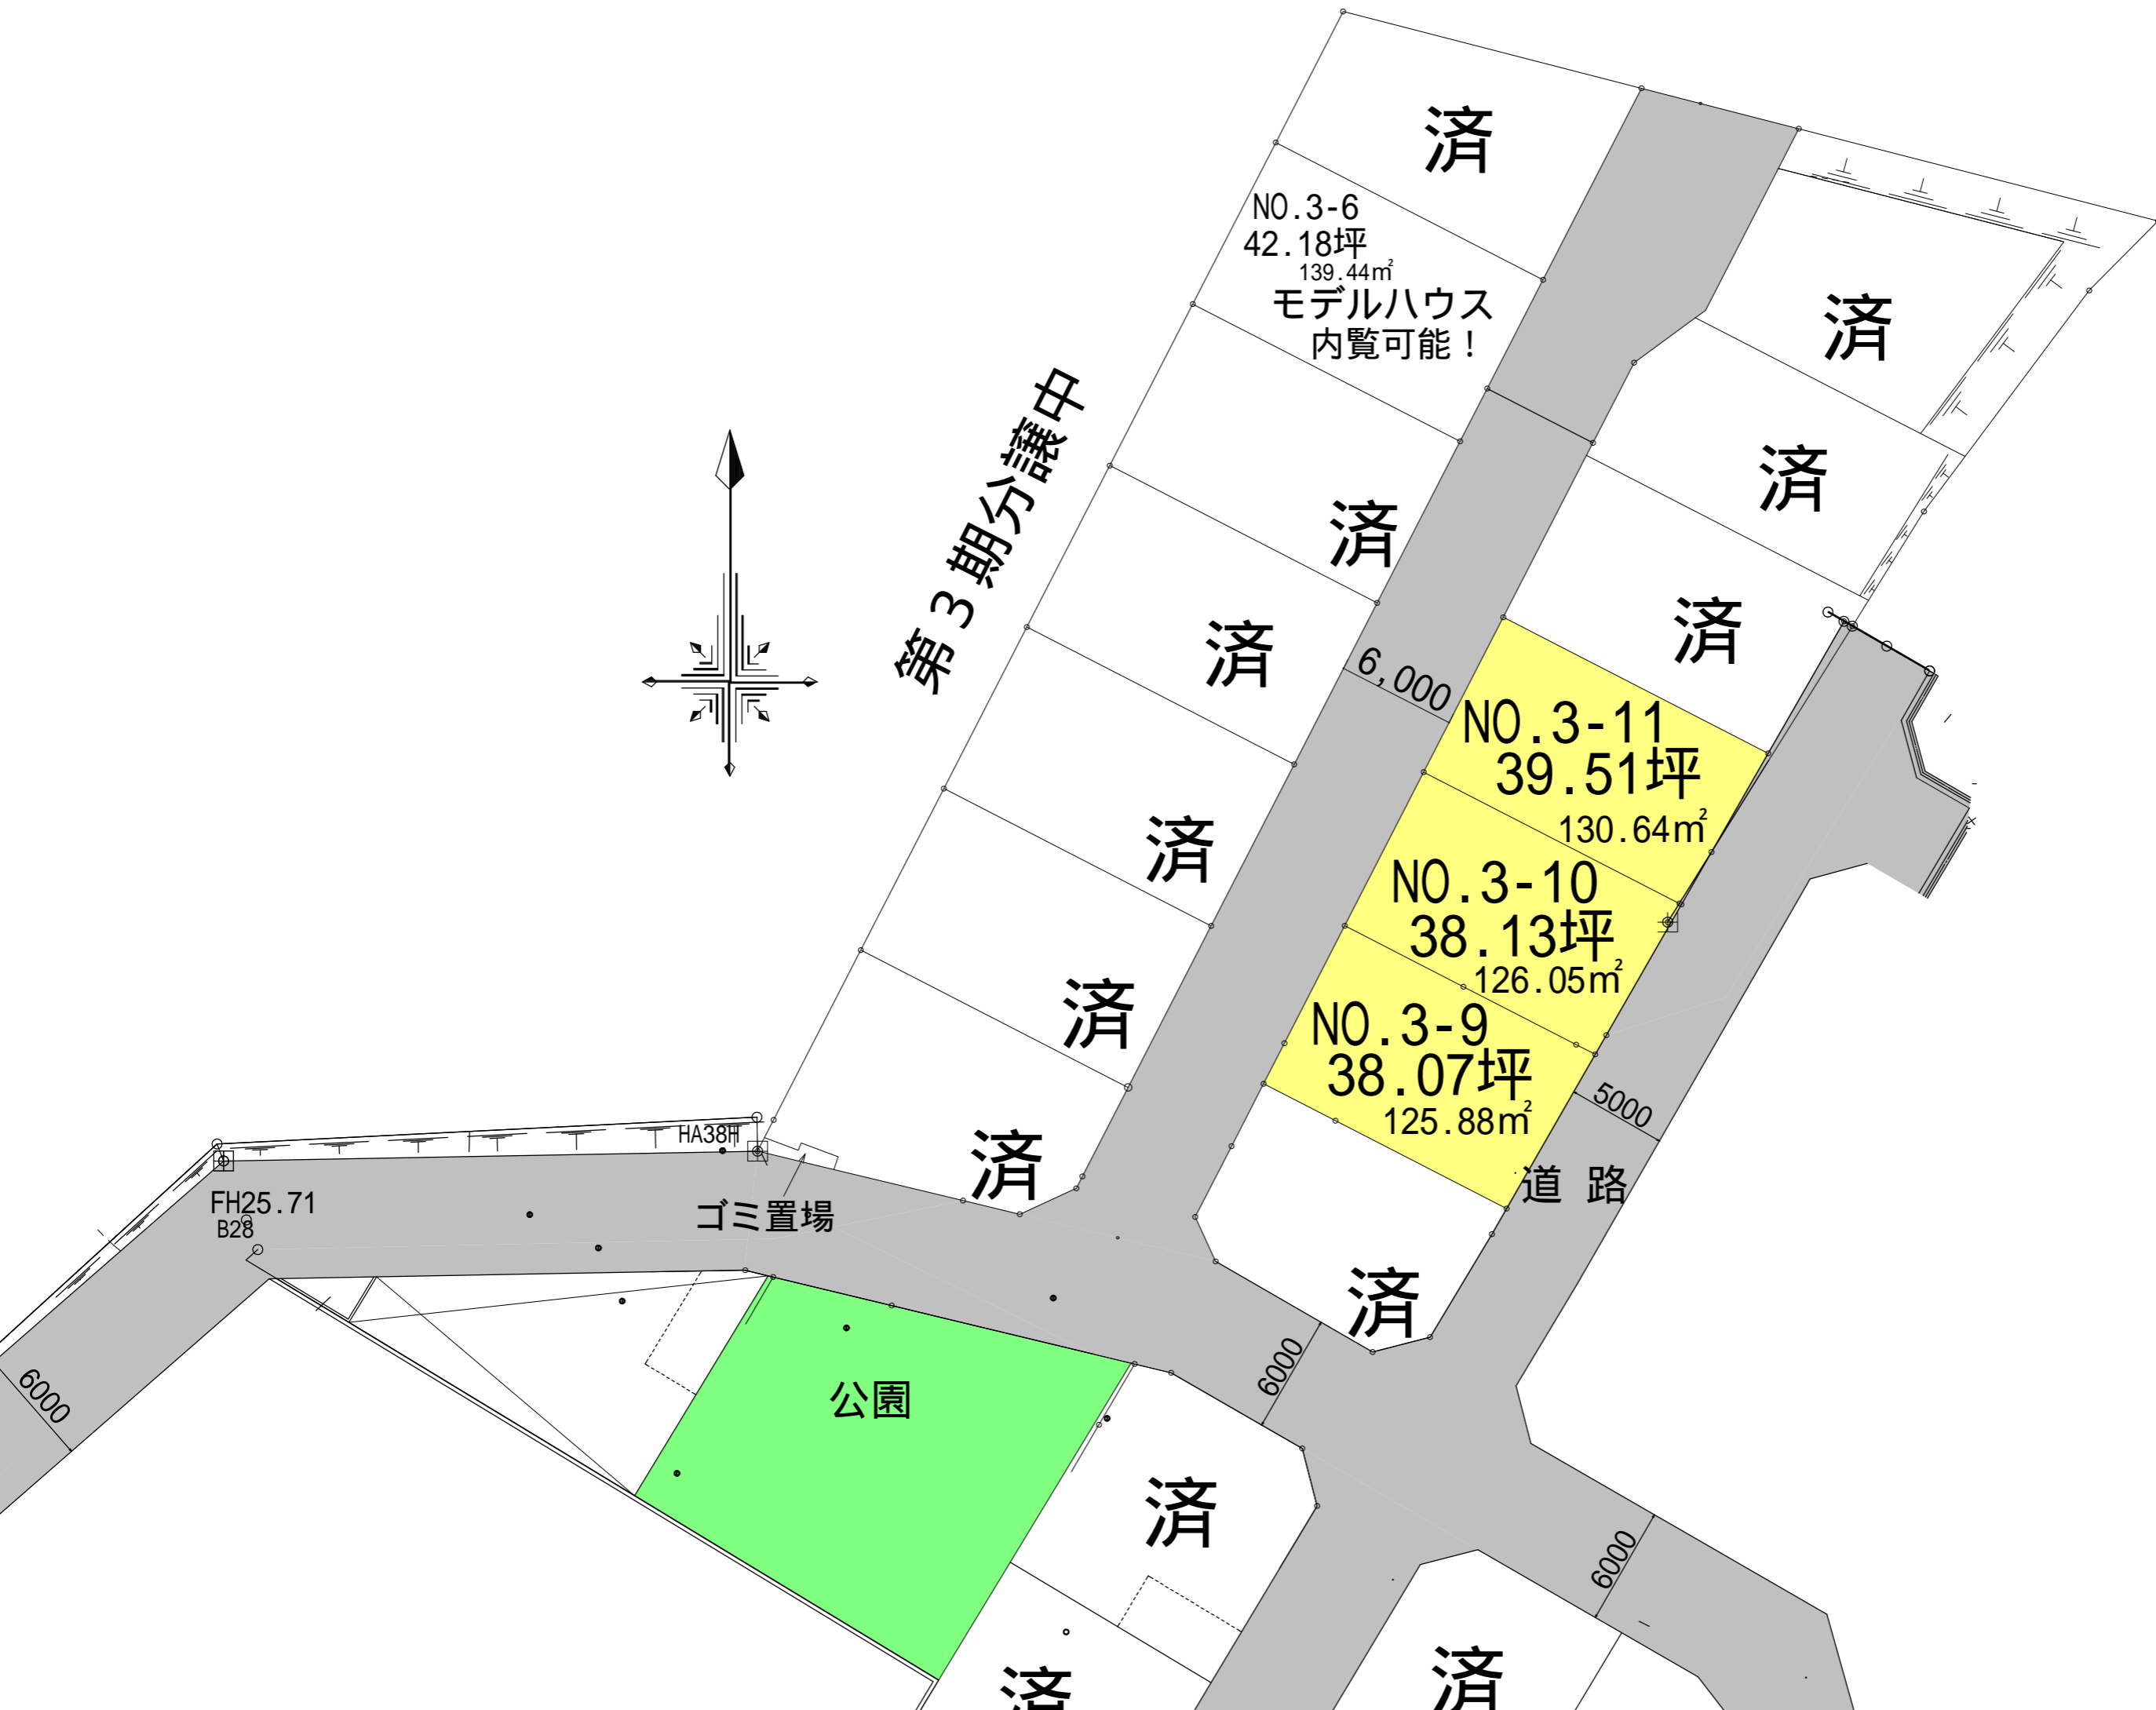 済
NO.3-6
42.18坪
139.44㎡
モデルハウス
内覧可能！
済
済
第３期分譲中
済
済
済
6,000
NO.3-11
39.51坪
130.64㎡
済
NO.3-10
38.13坪
126.05㎡
済
NO.3-9
38.07坪
125.88㎡
5000
道 路
済
HA38H
ゴミ置場
FH25.71
B28
済
6000
6000
公園
済
6000
済
済